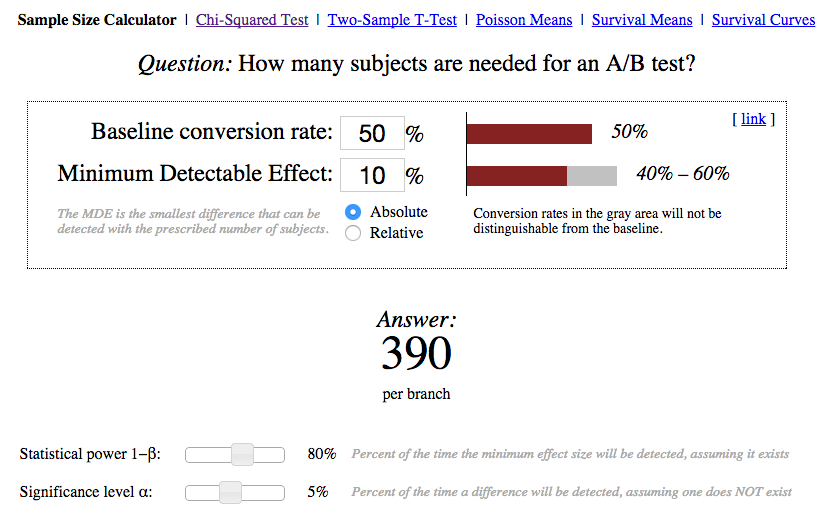 Sample Size Calculator | Chi-Squared Test | Two-Sample T-Test | Poisson Means | Survival Means | Survival Curves
Question: How many subjects are needed for an A/B test?
[ link ]
Baseline conversion rate: 50 % 50%
Minimum Detectable Effect: 10 % 40% – 60%
The MDE is the smallest difference that can be
detected with the prescribed number of subjects.
Absolute
Relative
Conversion rates in the gray area will not be
distinguishable from the baseline.
Answer:
390
per branch
Statistical power 1−β: 80% Percent of the time the minimum effect size will be detected, assuming it exists
Significance level α: 5% Percent of the time a difference will be detected, assuming one does NOT exist